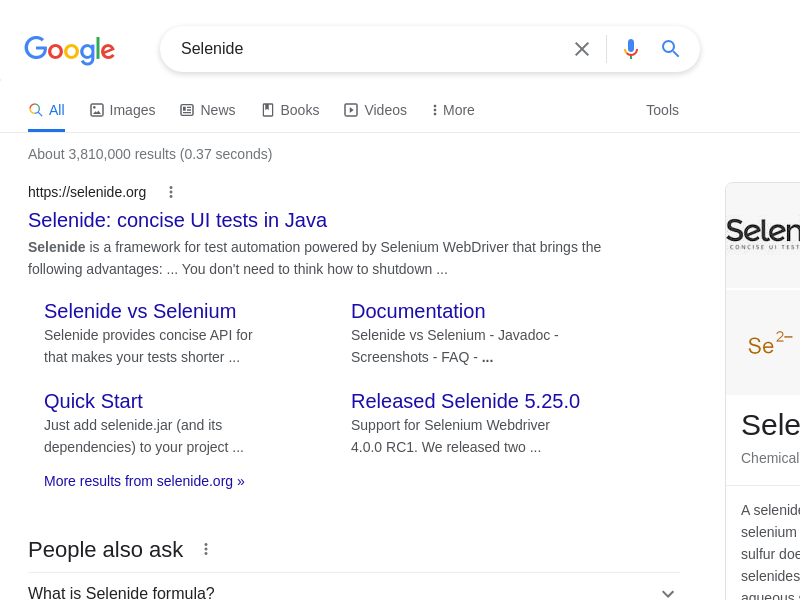 Google
Selenide
All
Images
News
Books
Videos
More
Tools
About 3,810,000 results (0.37 seconds)
https://selenide.org
Selenide: concise UI tests in Java
Selenide is a framework for test automation powered by Selenium WebDriver that brings the
following advantages: ... You don't need to think how to shutdown ...
Selenide vs Selenium
Selenide provides concise API for
that makes your tests shorter ...
Documentation
Selenide vs Selenium - Javadoc -
Screenshots - FAQ - ...
Quick Start
Just add selenide.jar (and its
dependencies) to your project ...
Released Selenide 5.25.0
Support for Selenium Webdriver
4.0.0 RC1. We released two ...
More results from selenide.org »
People also ask
What is Selenide formula?
Selen
CONCISE UI TEST
Se2−
Sele
Chemical
A selenide
selenium
sulfur doe
selenides
aqueous s